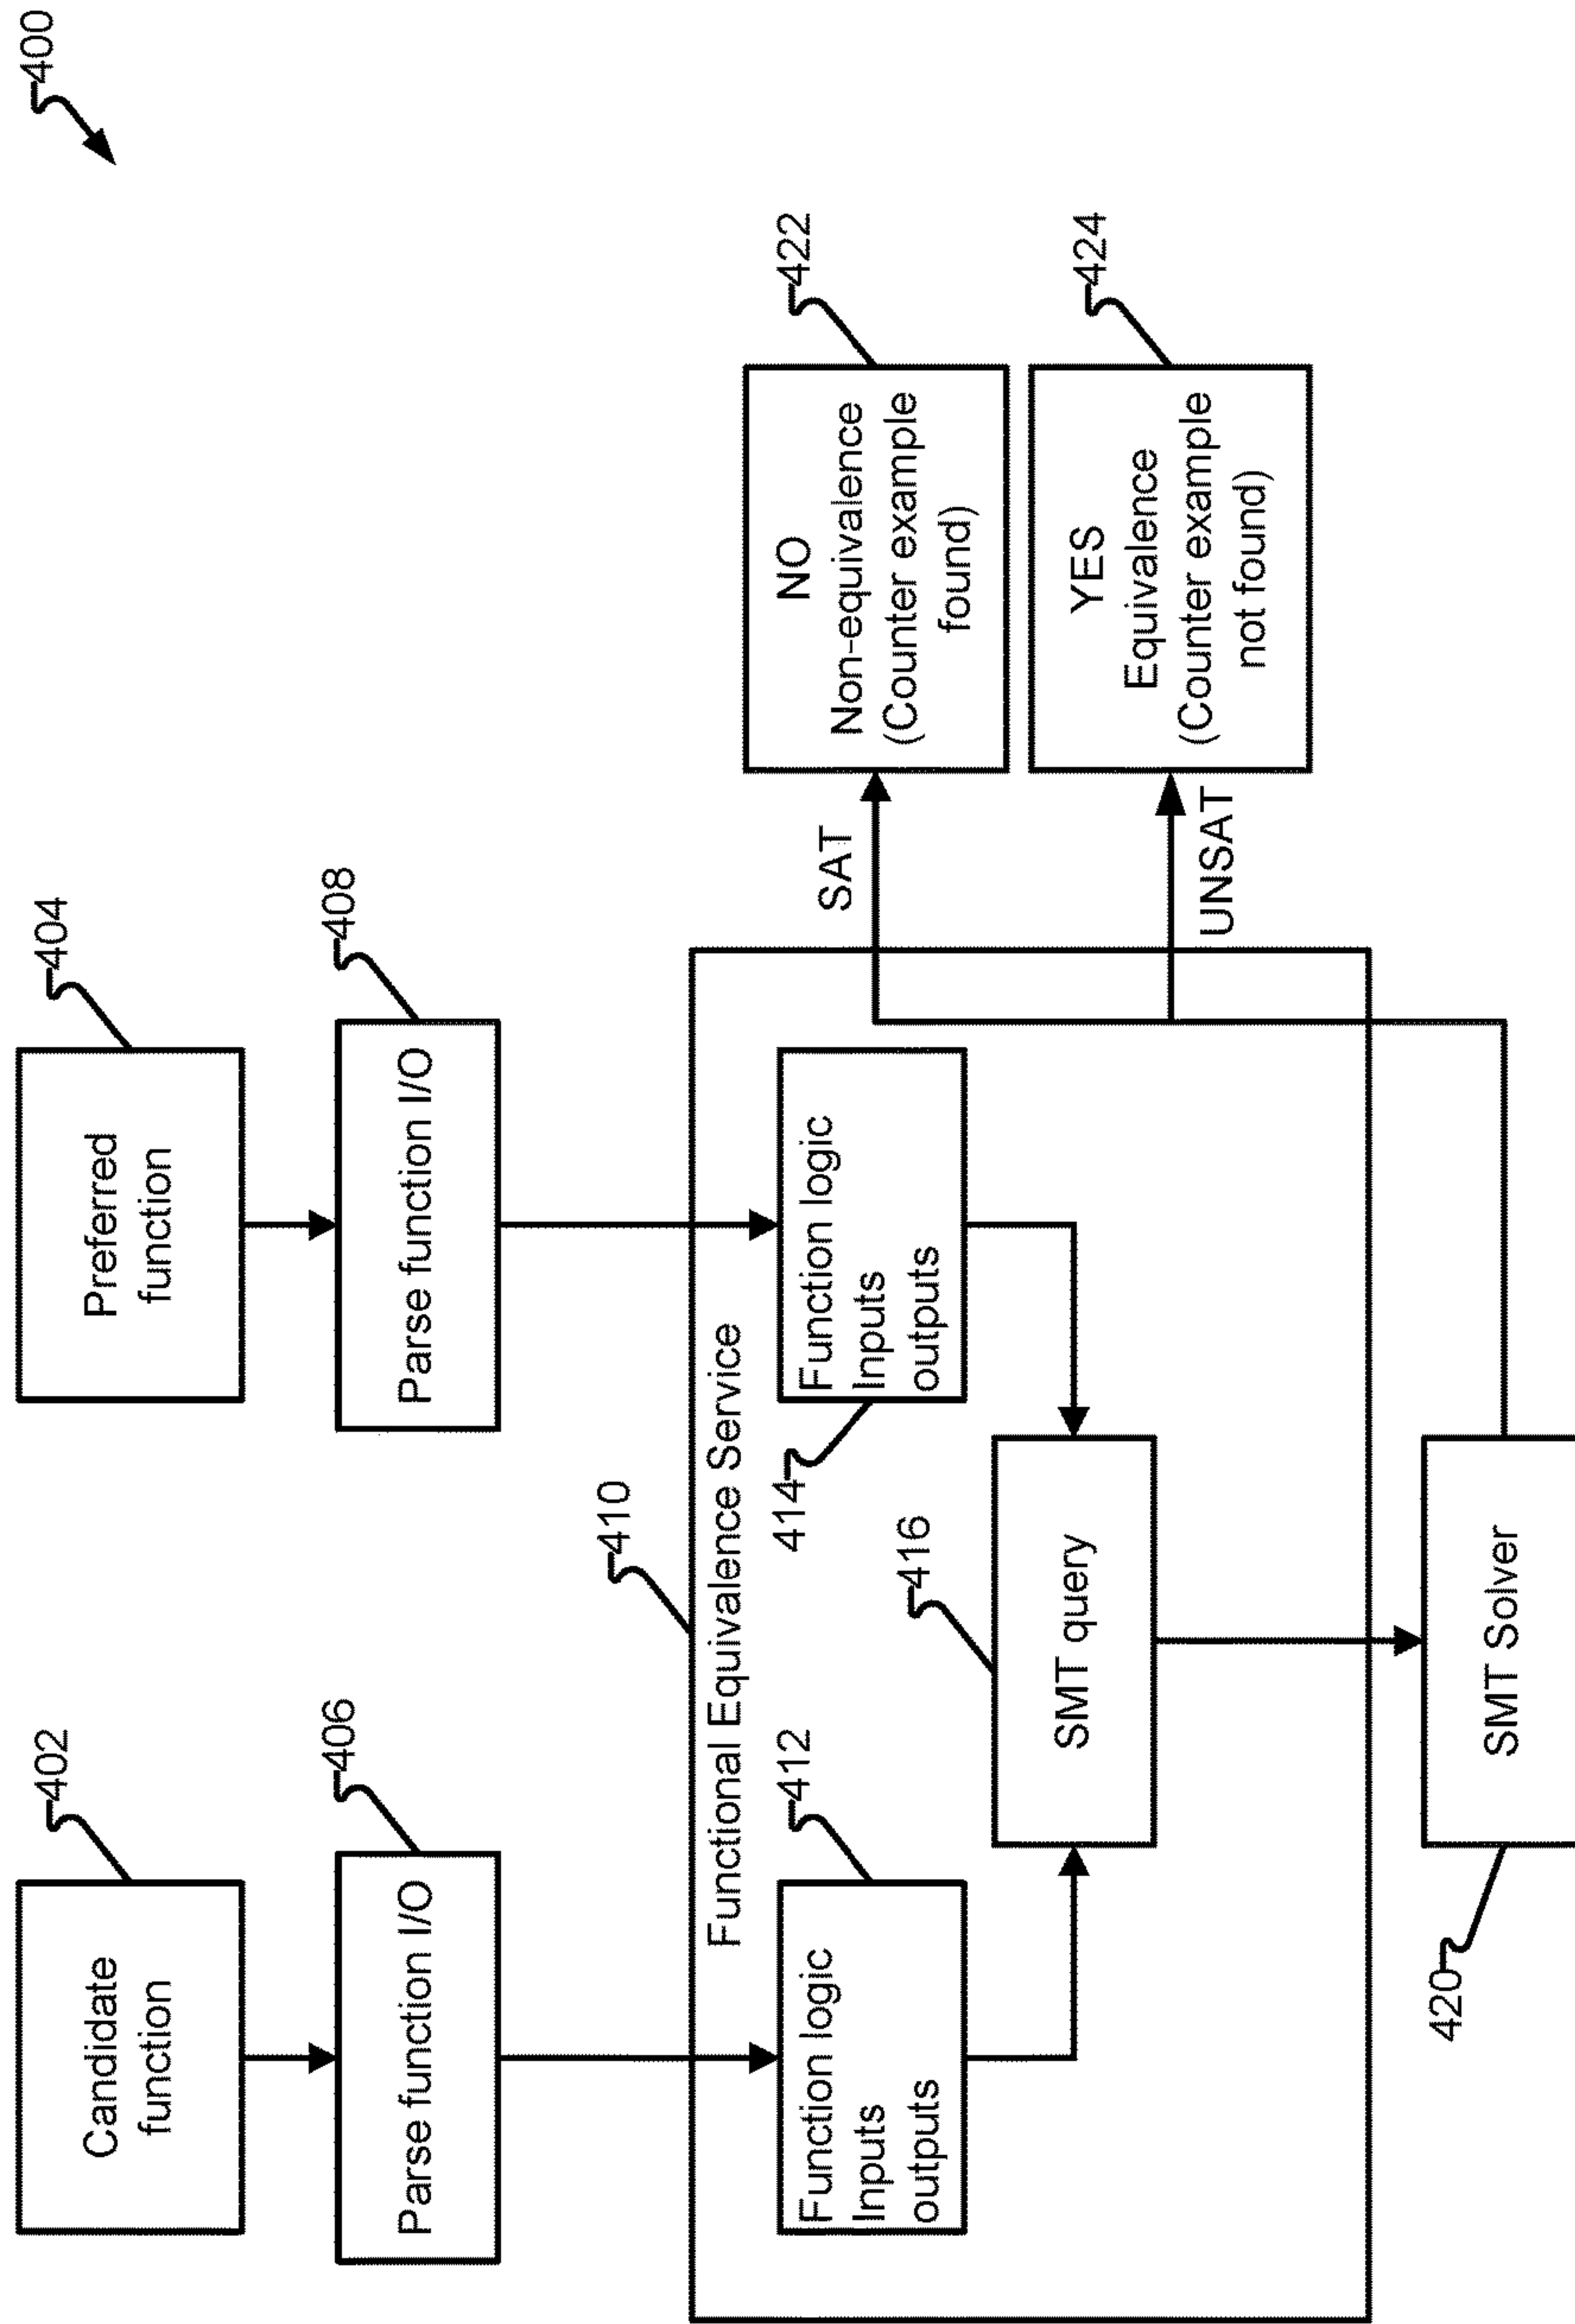 400
402
Candidate
function
404
Preferred
function
406
Parse function I/O
408
Parse function I/O
410
Functional Equivalence Service
412
Function logic
Inputs
outputs
414
Function logic
Inputs
outputs
416
SMT query
420
SMT Solver
SAT
UNSAT
422
NO
Non-equivalence
(Counter example
found)
424
YES
Equivalence
(Counter example
not found)